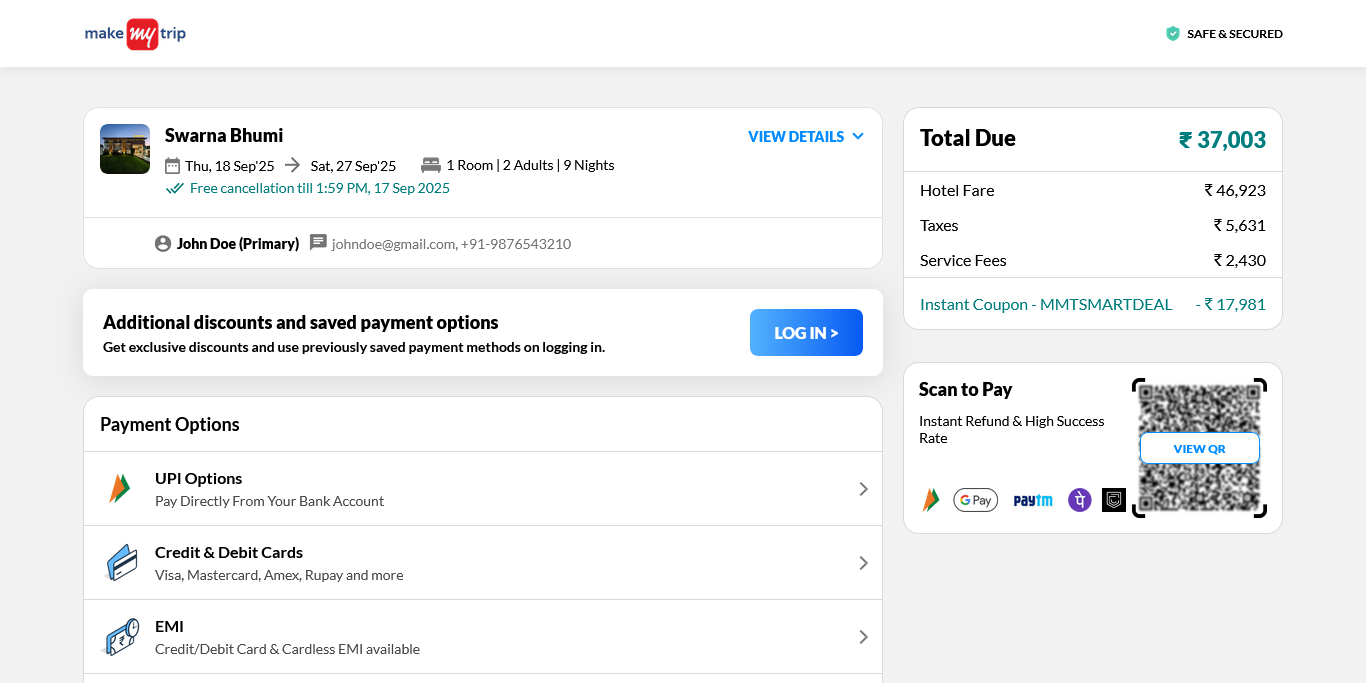 make my trip
SAFE & SECURED
Swarna Bhumi
VIEW DETAILS
Thu, 18 Sep'25 Sat, 27 Sep'25 1 Room | 2 Adults | 9 Nights
Free cancellation till 1:59 PM, 17 Sep 2025
John Doe (Primary) johndoe@gmail.com, +91-9876543210
Additional discounts and saved payment options
Get exclusive discounts and use previously saved payment methods on logging in.
LOG IN >
Payment Options
UPI Options
Pay Directly From Your Bank Account
Credit & Debit Cards
Visa, Mastercard, Amex, Rupay and more
EMI
Credit/Debit Card & Cardless EMI available
Total Due ₹ 37,003
Hotel Fare ₹ 46,923
Taxes ₹ 5,631
Service Fees ₹ 2,430
Instant Coupon - MMTSMARTDEAL - ₹ 17,981
Scan to Pay
Instant Refund & High Success
Rate
VIEW QR
G Pay paytm पे